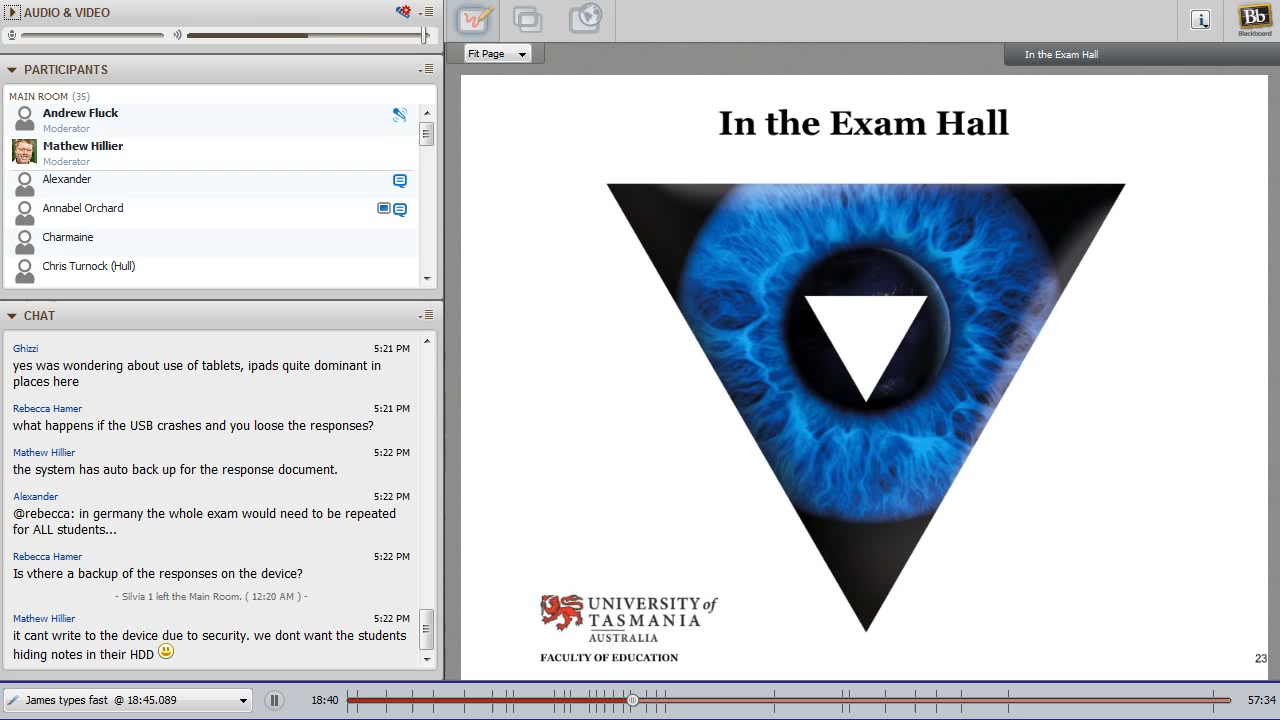 AUDIO & VIDEO
PARTICIPANTS
MAIN ROOM (35)
Andrew Fluck
Moderator
Mathew Hillier
Moderator
Alexander
Annabel Orchard
Charmaine
Chris Turnock (Hull)
CHAT
Ghizzi 5:21 PM
yes was wondering about use of tablets, ipads quite dominant in
places here
Rebecca Hamer 5:21 PM
what happens if the USB crashes and you loose the responses?
Mathew Hillier 5:22 PM
the system has auto back up for the response document.
Alexander 5:22 PM
@rebecca: in germany the whole exam would need to be repeated
for ALL students..
Rebecca Hamer 5:22 PM
Is vthere a backup of the responses on the device?
- Silvia 1 left the Main Room. ( 12:20 AM ) -
Mathew Hillier 5:22 PM
it cant write to the device due to security. we dont want the students
hiding notes in their HDD
James types fast @ 18:45.089
18:40
57:34
Fit Page
In the Exam Hall
Bb
Blackboard
In the Exam Hall
UNIVERSITY of
TASMANIA
AUSTRALIA
FACULTY OF EDUCATION
23